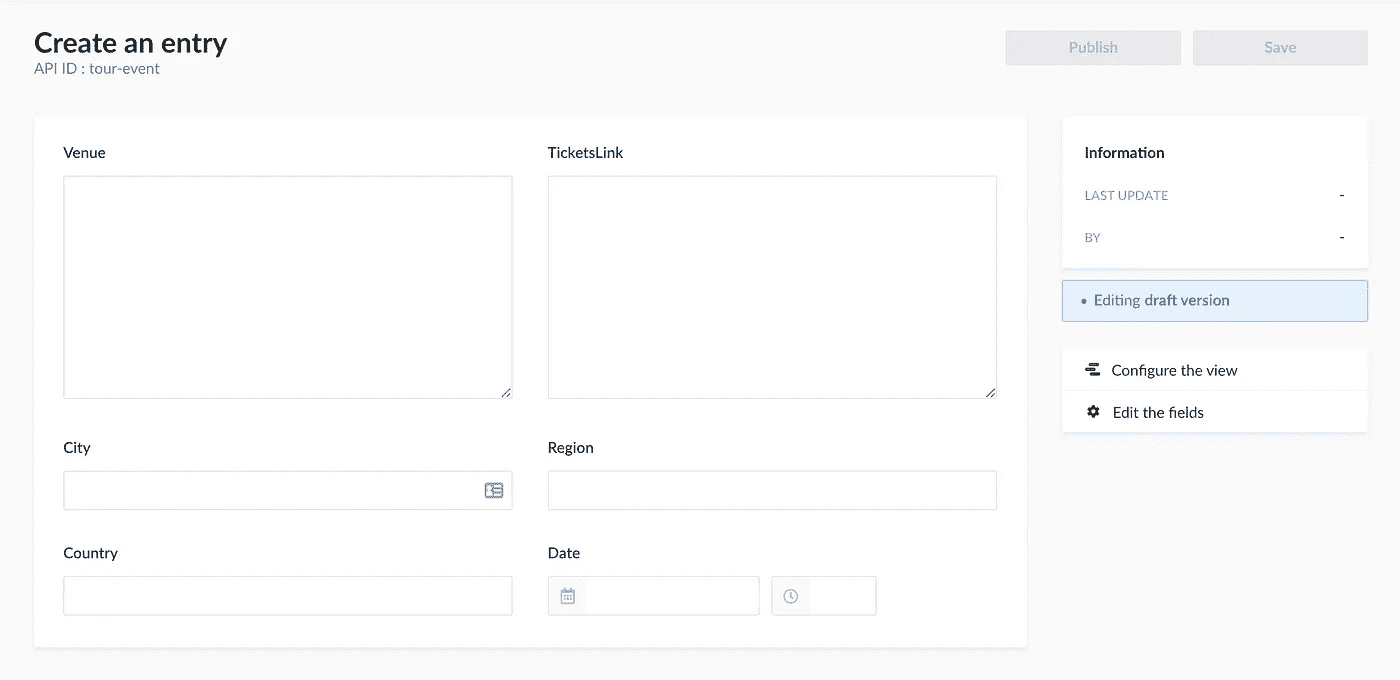 Create an entry
API ID : tour-event
Publish
Save
Venue
TicketsLink
City
Region
Country
Date
Information
LAST UPDATE -
BY -
• Editing draft version
Configure the view
Edit the fields